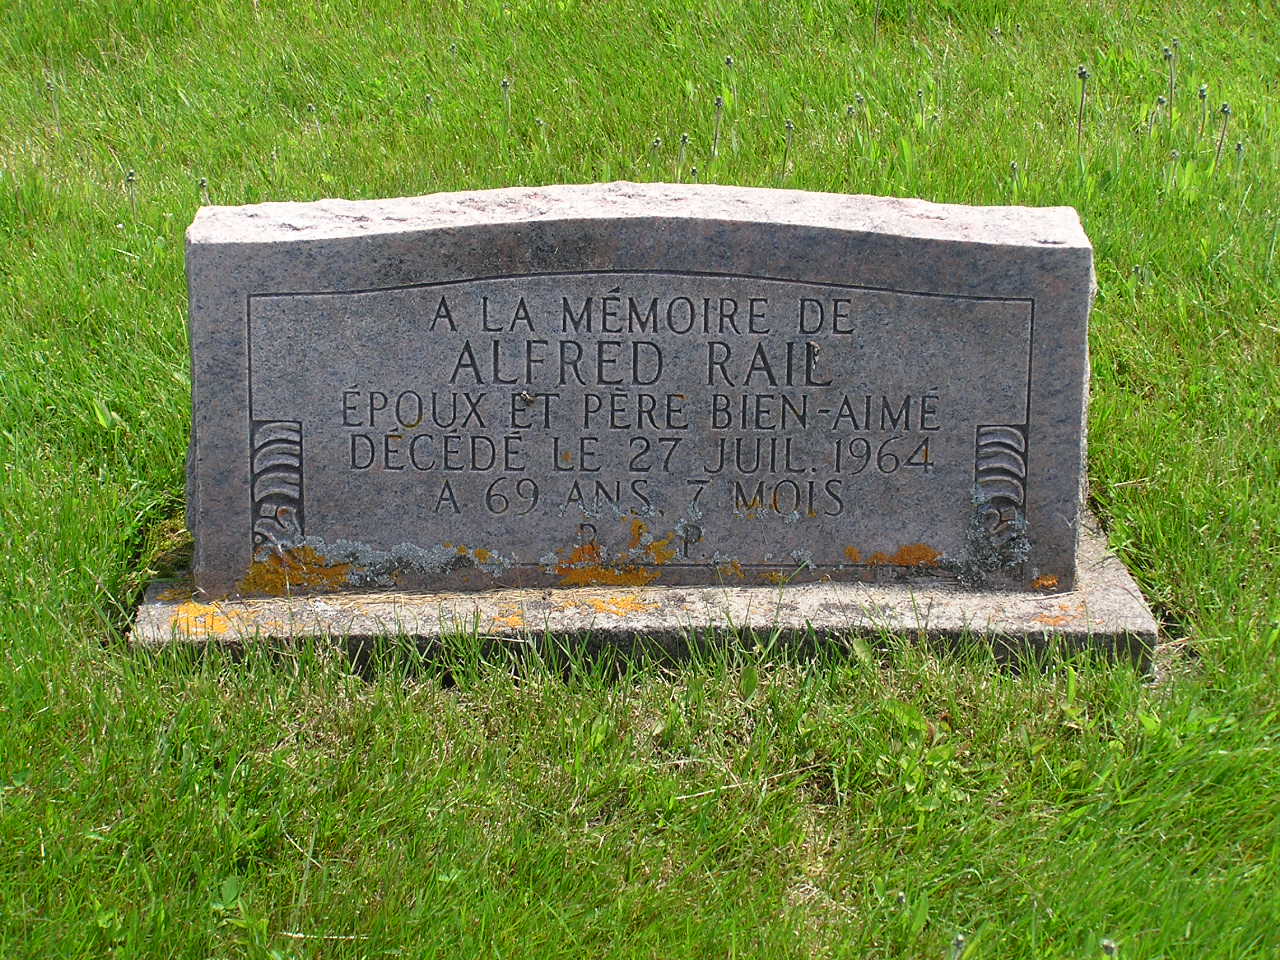 A LA MÉMOIRE DE
ALFRED RAIL
ÉPOUX ET PÈRE BIEN-AIMÉ
DÉCÉDÉ LE 27 JUIL. 1964
A 69 ANS, 7 MOIS
R. I. P.